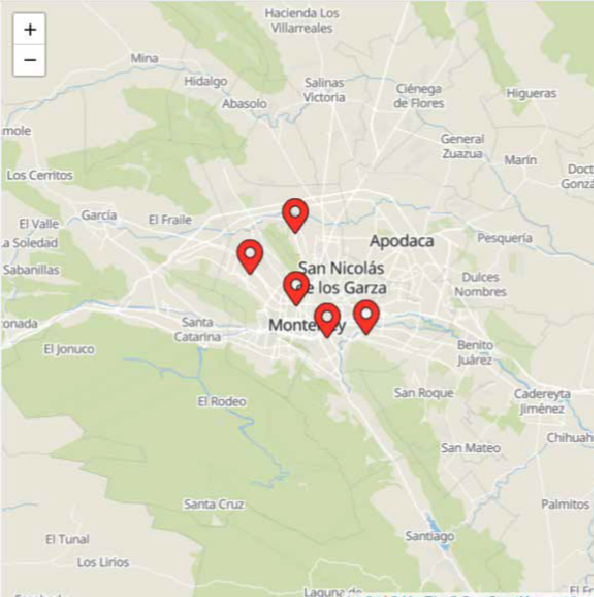 +
−
Hacienda Los
Villarreales
Mina
Hidalgo
Abasolo
Salinas
Victoria
Ciénega
de Flores
Higueras
mole
General
Zuazua
Marín
Los Cerritos
Doct
Gonzá
García
El Fraile
El Valle
a Soledad
Apodaca
Pesquería
Sabanillas
San Nicolás
de los Garza
Dulces
Nombres
onada
Santa
Catarina
Monterrey
El Jonuco
Benito
Juárez
El Rodeo
San Roque
Cadereyta
Jiménez
Chihuah
San Mateo
Santa Cruz
Palmitos
El Tunal
Santiago
Los Lirios
Laguna de